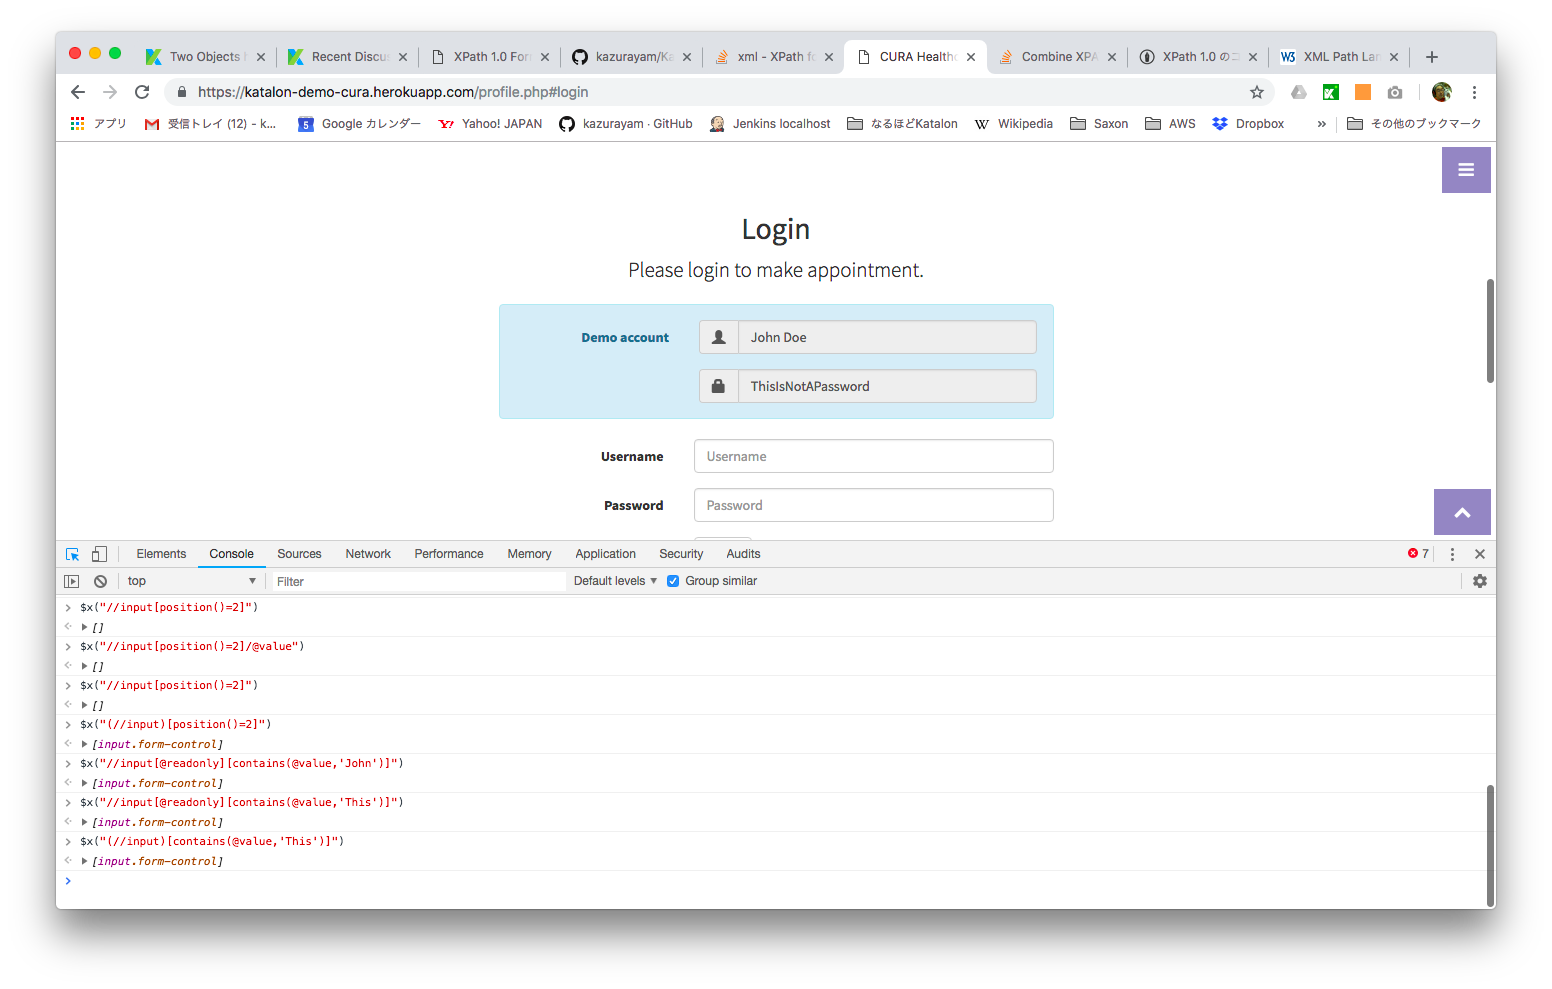 Two Objects
Recent Discus
XPath 1.0 For
kazurayam/Ka
xml - XPath fo
CURA Healthc
Combine XPA
XPath 1.0 のコ
XML Path Lan
https://katalon-demo-cura.herokuapp.com/profile.php#login
アプリ
受信トレイ (12) - k...
5
Google カレンダー
Yahoo! JAPAN
kazurayam · GitHub
Jenkins localhost
なるほどKatalon
W Wikipedia
Saxon
AWS
Dropbox
»
その他のブックマーク
Login
Please login to make appointment.
Demo account
John Doe
ThisIsNotAPassword
Username
Username
Password
Password
Elements
Console
Sources
Network
Performance
Memory
Application
Security
Audits
7
top
Filter
Default levels
Group similar
$x("//input[position()=2]")
[]
$x("//input[position()=2]/@value")
[]
$x("//input[position()=2]")
[]
$x("(//input)[position()=2]")
[input.form-control]
$x("//input[@readonly][contains(@value,'John')]")
[input.form-control]
$x("//input[@readonly][contains(@value,'This')]")
[input.form-control]
$x("(//input)[contains(@value,'This')]")
[input.form-control]